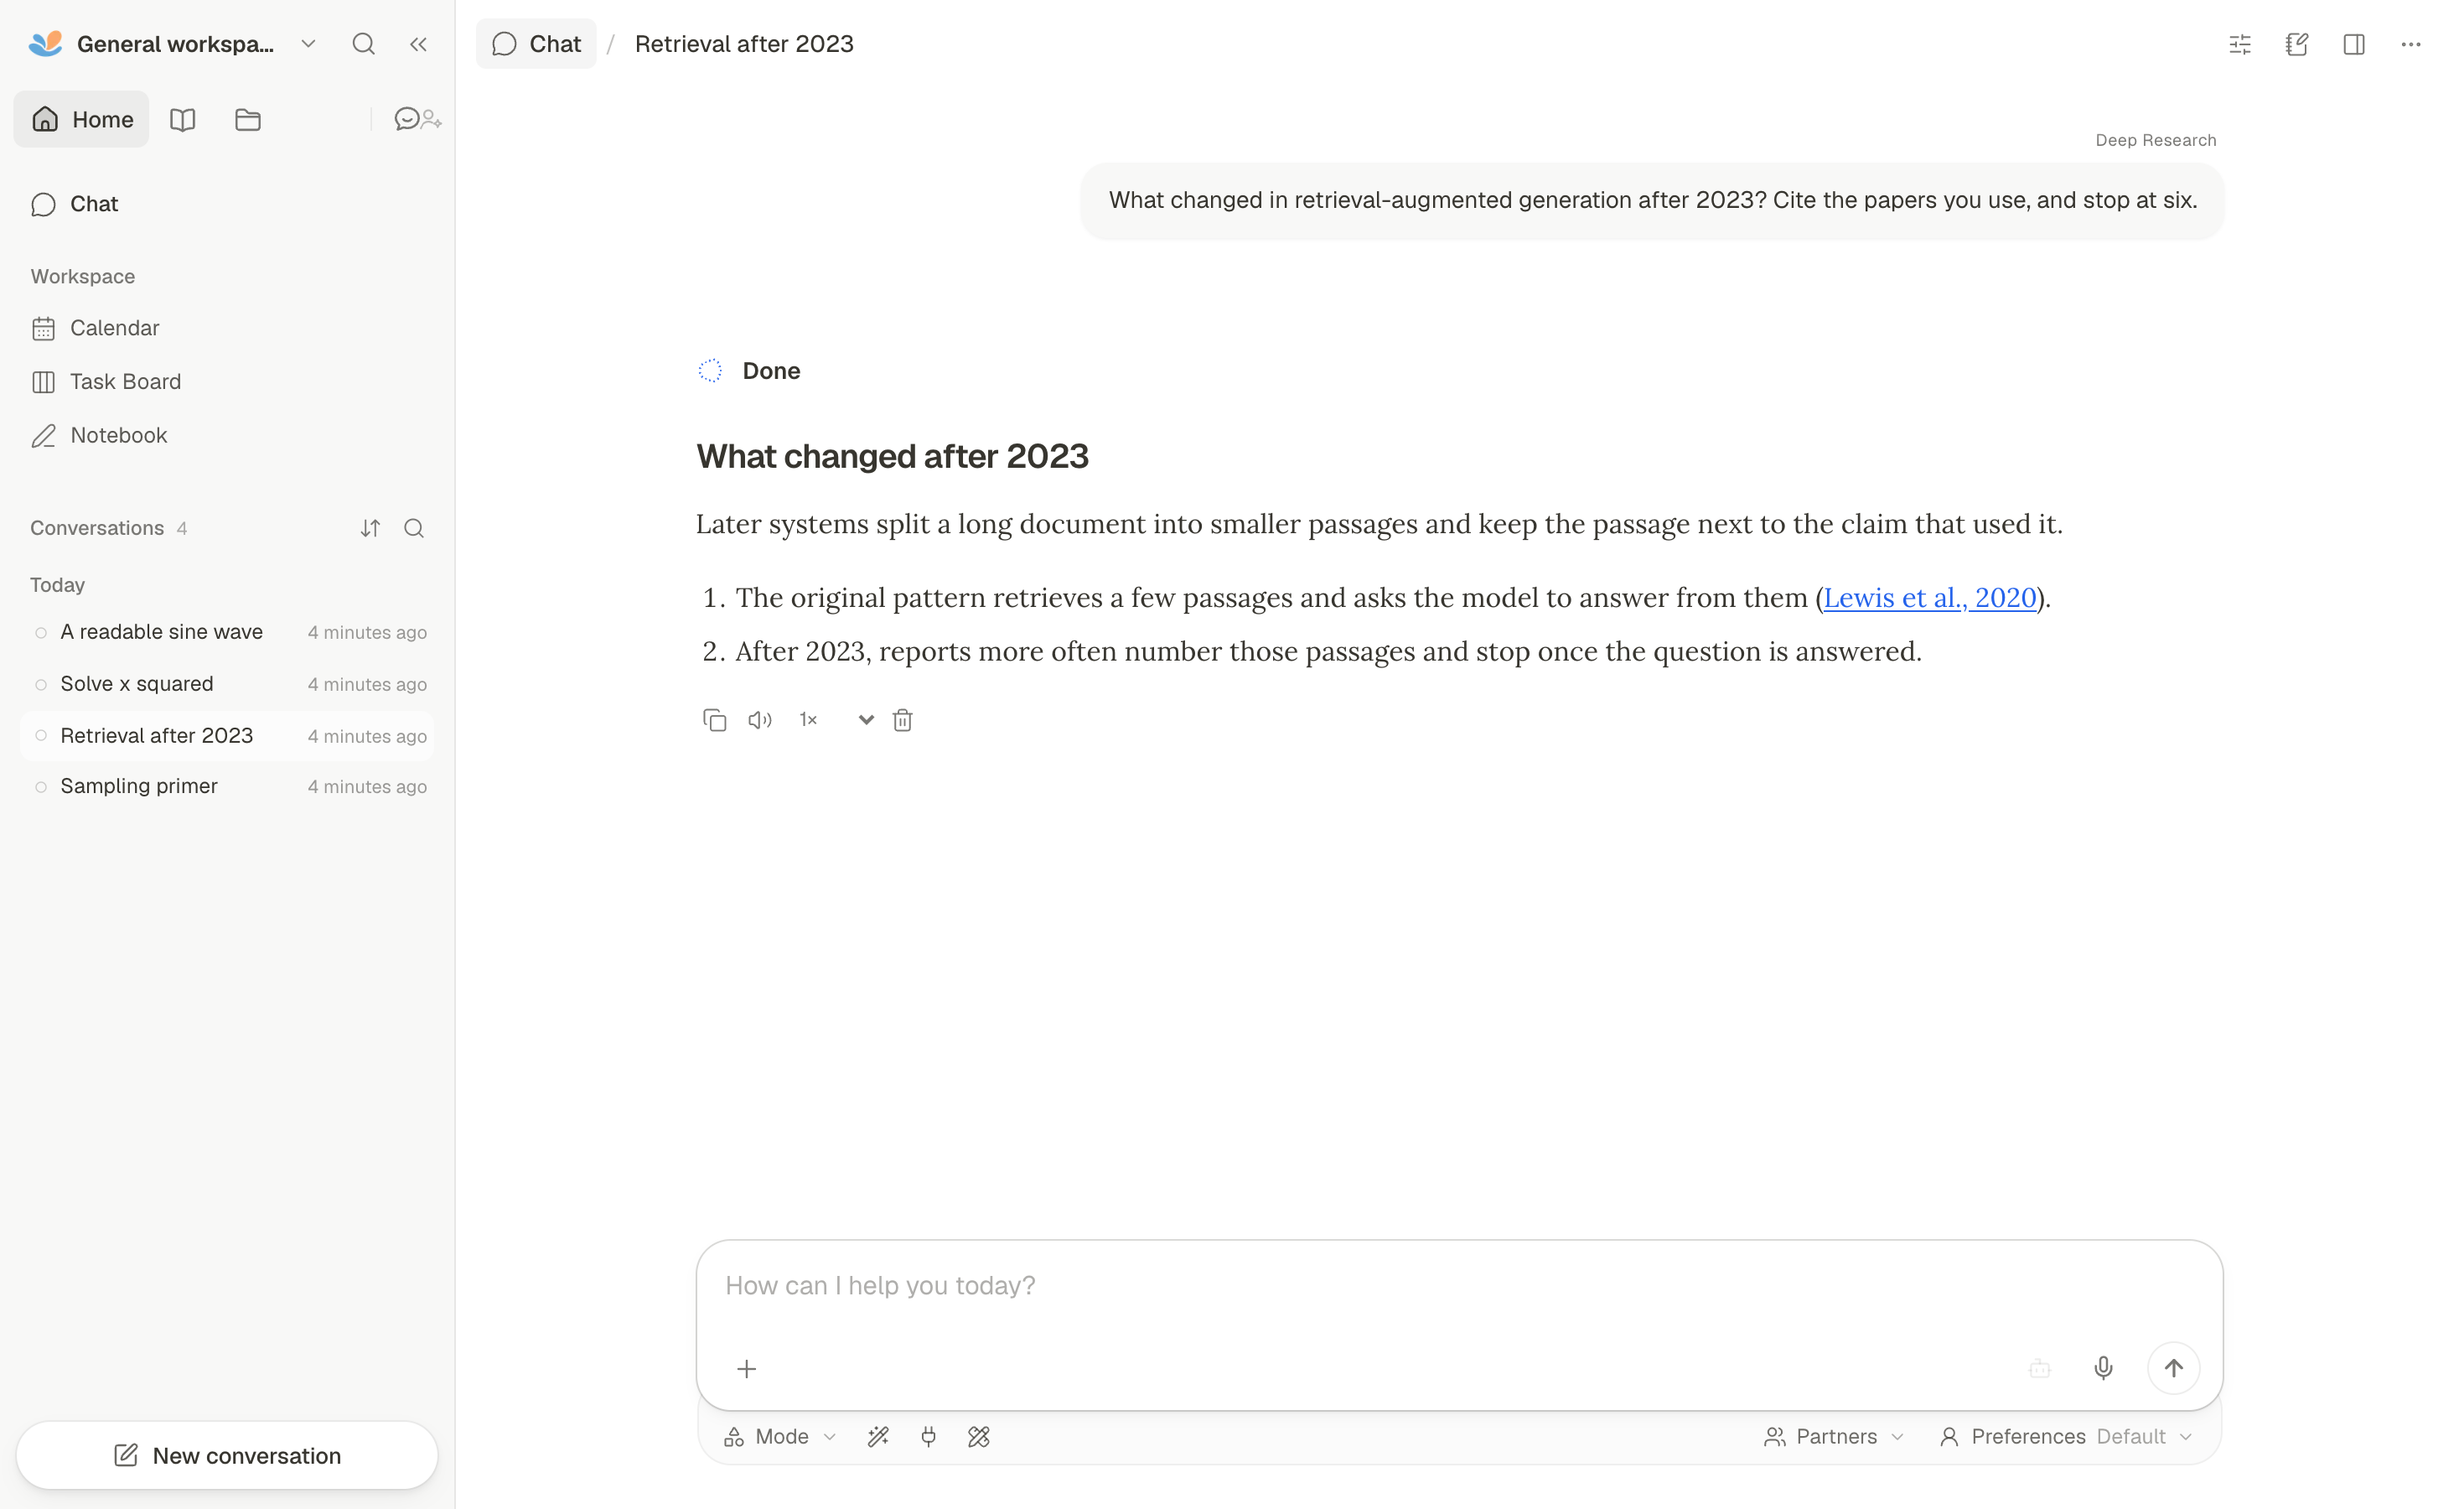 General workspa...
Home
Chat
Workspace
Calendar
Task Board
Notebook
Conversations 4
Today
A readable sine wave 4 minutes ago
Solve x squared 4 minutes ago
Retrieval after 2023 4 minutes ago
Sampling primer 4 minutes ago
New conversation
Chat / Retrieval after 2023
Deep Research
What changed in retrieval-augmented generation after 2023? Cite the papers you use, and stop at six.
Done
What changed after 2023
Later systems split a long document into smaller passages and keep the passage next to the claim that used it.
1. The original pattern retrieves a few passages and asks the model to answer from them (Lewis et al., 2020).
2. After 2023, reports more often number those passages and stop once the question is answered.
1×
How can I help you today?
Mode
Partners
Preferences Default